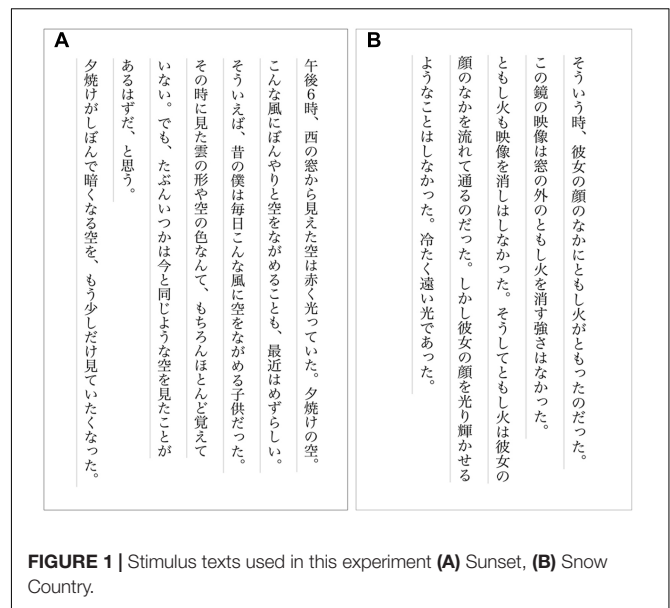 A
午後6時、西の窓から見えた空は赤く光っていた。夕焼けの空。
こんな風にぼんやりと空をながめることも、最近はめずらしい。
そういえば、昔の僕は毎日こんな風に空をながめる子供だった。
その時に見た雲の形や空の色なんて、もちろんほとんど覚えて
いない。でも、たぶんいつかは今と同じような空を見たことが
あるはずだ、と思う。
夕焼けがしぼんで暗くなる空を、もう少しだけ見ていたくなった。
B
そういう時、彼女の顔のなかにともし火がともったのだった。
この鏡の映像は窓の外のともし火を消す強さはなかった。
ともし火も映像を消しはしなかった。そうしてともし火は彼女の
顔のなかを流れて通るのだった。しかし彼女の顔を光り輝かせる
ようなことはしなかった。冷たく遠い光であった。
FIGURE 1 | Stimulus texts used in this experiment (A) Sunset, (B) Snow
Country.